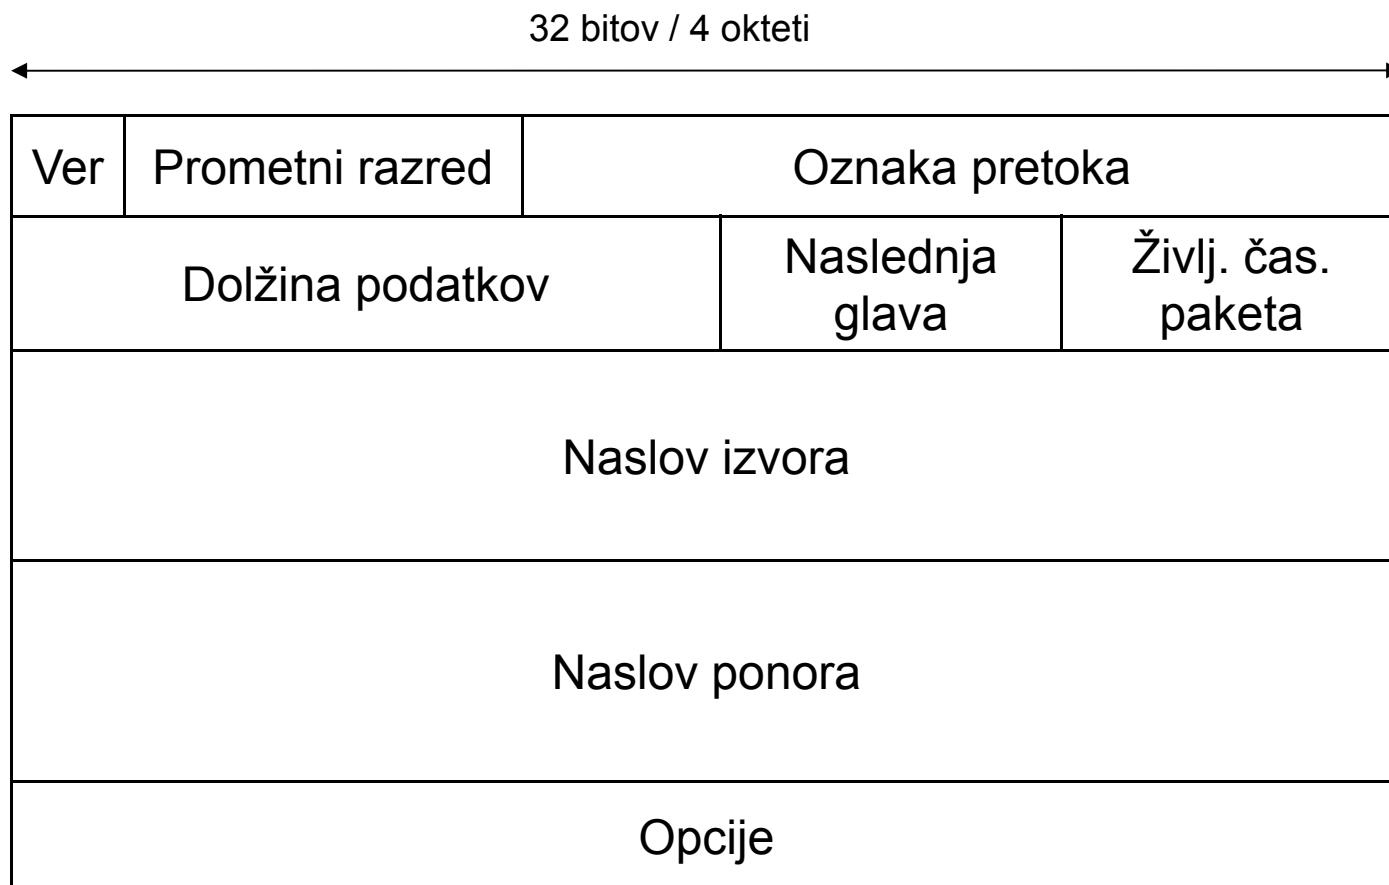 32 bitov / 4 okteti
Ver
Prometni razred
Oznaka pretoka
Dolžina podatkov
Naslednja
glava
Življ. čas.
paketa
Naslov izvora
Naslov ponora
Opcije